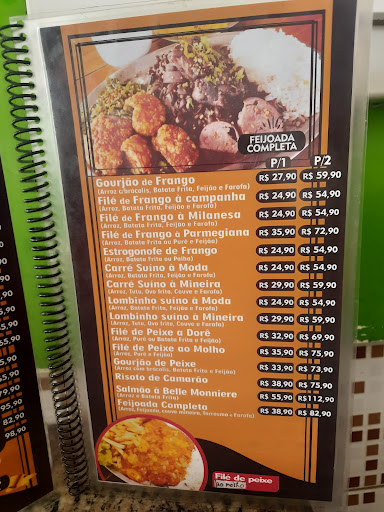 FEIJOADA
COMPLETA
P/1 P/2
Gourjão de Frango R$ 27,90 R$ 59,90
(Arroz c/brócolis, Batata Frita, Feijão e Farofa)
Filé de Frango à campanha R$ 24,90 R$ 54,90
(Arroz, Batata Frita, Feijão e Farofa)
Filé de Frango à Milanesa R$ 24,90 R$ 54,90
(Arroz, Batata Frita, Feijão e Farofa)
Filé de Frango à Parmegiana R$ 35,90 R$ 72,90
(Arroz, Batata Frita ou Puré e Feijão)
Estrogonofe de Frango R$ 24,90 R$ 54,90
(Arroz, Batata Frita ou Palha)
Carré Suíno à Moda R$ 24,90 R$ 54,90
(Arroz, Batata Frita, Feijão e Farofa)
Carré Suíno à Mineira R$ 29,90 R$ 59,90
(Arroz, Tutu, Ovo frito, Couve e Farofa)
Lombinho suíno à Moda R$ 24,90 R$ 54,90
(Arroz, Batata Frita, Feijão e Farofa)
Lombinho suíno à Mineira R$ 29,90 R$ 59,90
(Arroz, Tutu, Ovo frito, Couve e Farofa)
Filé de Peixe a Dorê R$ 32,90 R$ 69,90
(Arroz, Puré ou Batata Frita e Feijão)
Filé de Peixe ao Molho R$ 35,90 R$ 75,90
(Arroz, Puré e Feijão)
Gourjão de Peixe R$ 33,90 R$ 73,90
(Arroz com brócolis, Batata Frita e Feijão)
Risoto de Camarão R$ 38,90 R$ 75,90
Salmão à Belle Monniere R$ 55,90 R$112,90
(Arroz e Batata Frita)
Feijoada Completa R$ 38,90 R$ 82,90
(Arroz, Feijoada, couve mineira, torresmo e Farofa)
Filé de peixe
ao molho